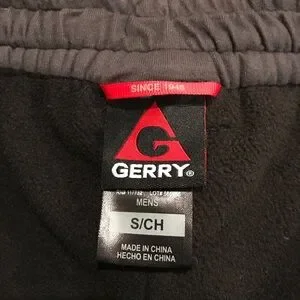 SINCE 1946
G
GERRY®
MENS
S/CH
MADE IN CHINA
HECHO EN CHINA